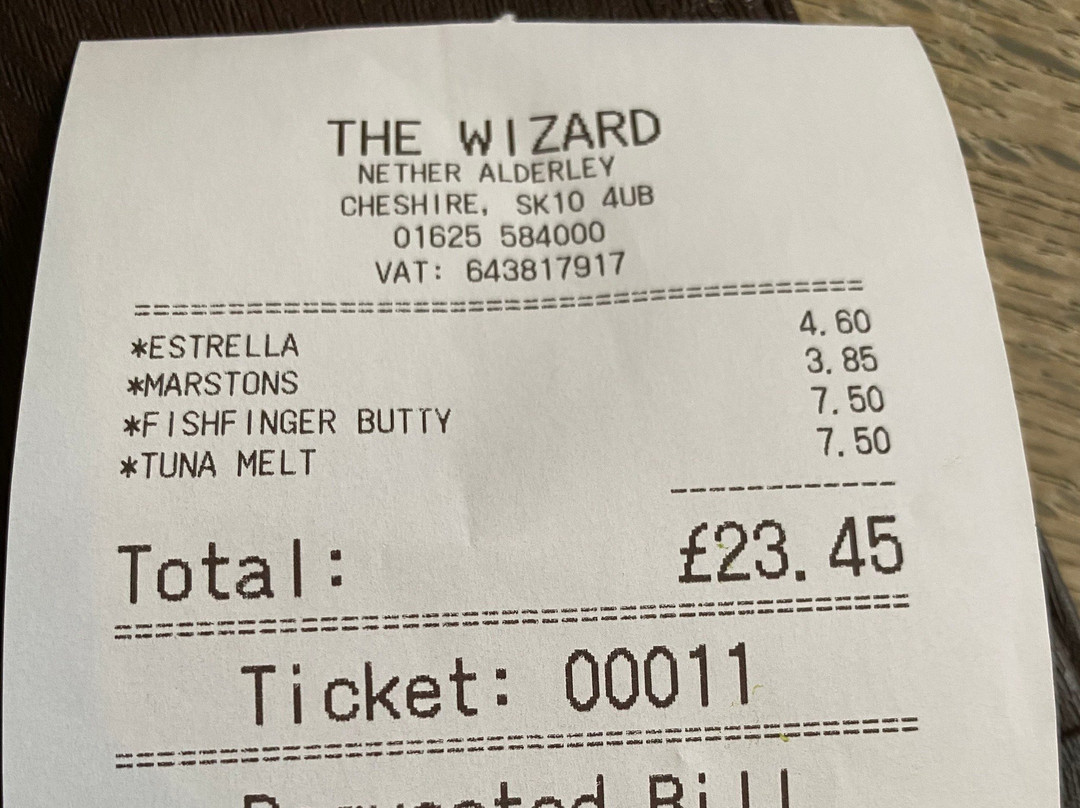 THE WIZARD
NETHER ALDERLEY
CHESHIRE, SK10 4UB
01625 584000
VAT: 643817917
*ESTRELLA 4.60
*MARSTONS 3.85
*FISHFINGER BUTTY 7.50
*TUNA MELT 7.50
Total: £23.45
Ticket: 00011
Bill